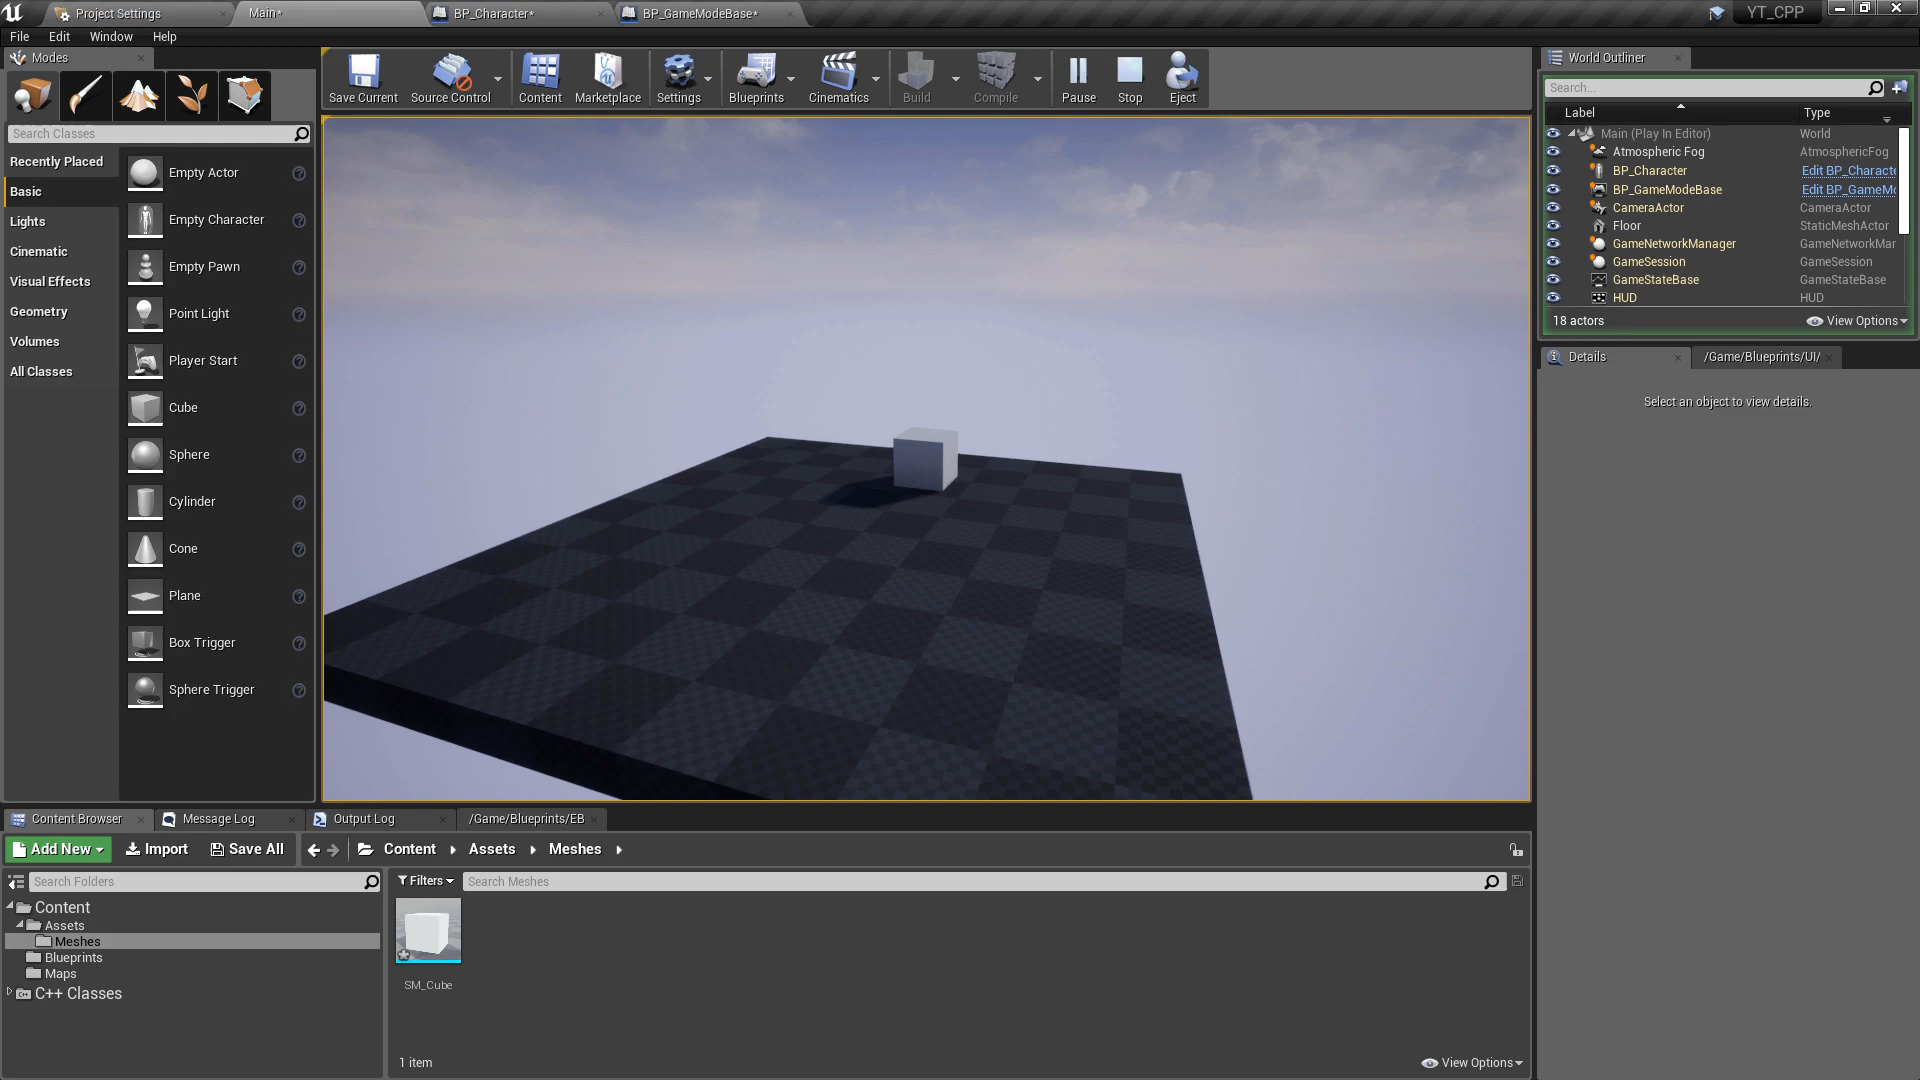 Project Settings
Main*
BP_Character*
BP_GameModeBase*
YT_CPP
File
Edit
Window
Help
Modes
Search Classes
Recently Placed
Basic
Lights
Cinematic
Visual Effects
Geometry
Volumes
All Classes
Empty Actor
Empty Character
Empty Pawn
Point Light
Player Start
Cube
Sphere
Cylinder
Cone
Plane
Box Trigger
Sphere Trigger
Save Current
Source Control
Content
Marketplace
Settings
Blueprints
Cinematics
Build
Compile
Pause
Stop
Eject
World Outliner
Search...
Label
Type
Main (Play In Editor)
World
Atmospheric Fog
AtmosphericFog
BP_Character
Edit BP_Characte
BP_GameModeBase
Edit BP_GameMo
CameraActor
CameraActor
Floor
StaticMeshActor
GameNetworkManager
GameNetworkMar
GameSession
GameSession
GameStateBase
GameStateBase
HUD
HUD
18 actors
View Options
Details
/Game/Blueprints/UI/
Select an object to view details.
Content Browser
Message Log
Output Log
/Game/Blueprints/EB
Add New
Import
Save All
Content
Assets
Meshes
Search Folders
Filters
Search Meshes
Content
Assets
Meshes
Blueprints
Maps
C++ Classes
SM_Cube
1 item
View Options